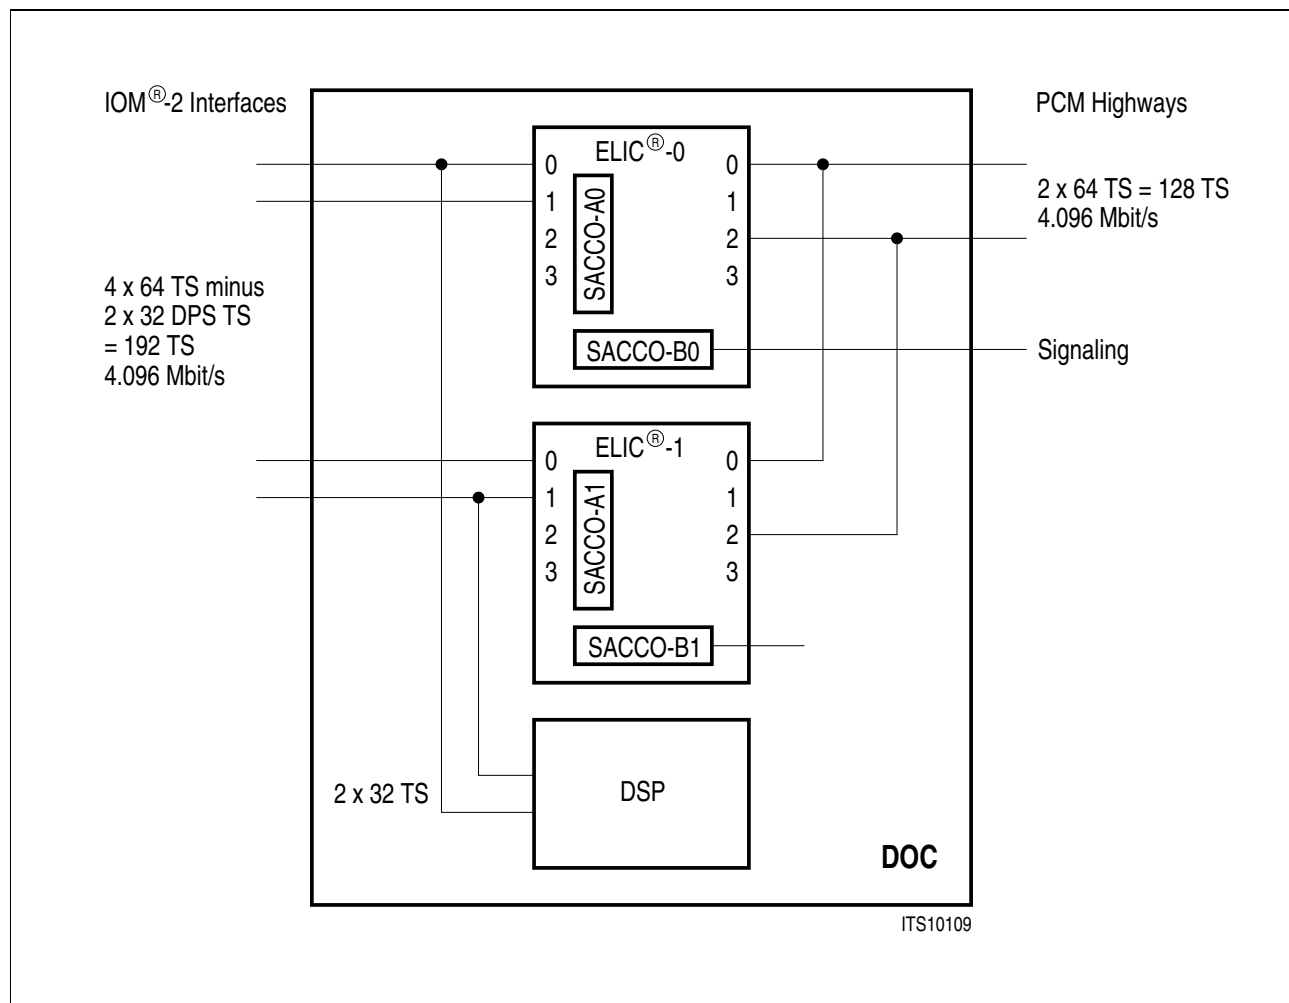 IOM®-2 Interfaces
PCM Highways
ELIC®-0
0
1
2
3
SACCO-A0
0
1
2
3
SACCO-B0
2 x 64 TS = 128 TS
4.096 Mbit/s
Signaling
4 x 64 TS minus
2 x 32 DPS TS
= 192 TS
4.096 Mbit/s
ELIC®-1
0
1
2
3
SACCO-A1
0
1
2
3
SACCO-B1
2 x 32 TS
DSP
DOC
ITS10109